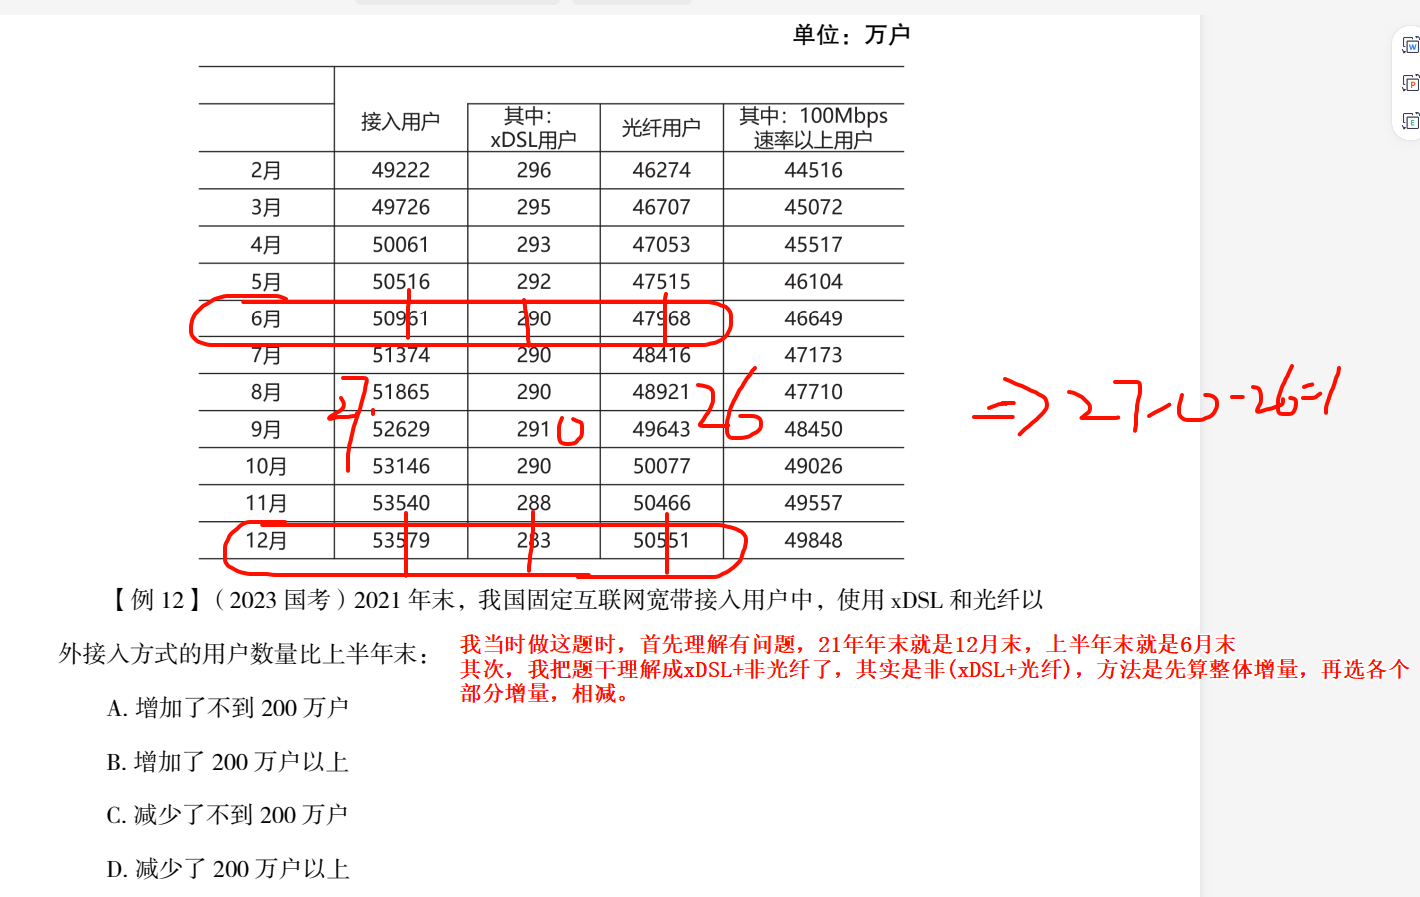 单位：万户
接入用户 其中：xDSL用户 光纤用户 其中：100Mbps速率以上用户
2月 49222 296 46274 44516
3月 49726 295 46707 45072
4月 50061 293 47053 45517
5月 50516 292 47515 46104
6月 50961 290 47968 46649
7月 51374 290 48416 47173
8月 51865 290 48921 47710
9月 52629 291 49643 48450
10月 53146 290 50077 49026
11月 53540 288 50466 49557
12月 53579 283 50551 49848
27
0
26
=> 27-0-26=1
【例 12】（2023 国考）2021 年末，我国固定互联网宽带接入用户中，使用 xDSL 和光纤以
外接入方式的用户数量比上半年末：
我当时做这题时，首先理解有问题，21年年末就是12月末，上半年末就是6月末
其次，我把题干理解成xDSL+非光纤了，其实是非(xDSL+光纤)，方法是先算整体增量，再选各个
部分增量，相减。
A. 增加了不到 200 万户
B. 增加了 200 万户以上
C. 减少了不到 200 万户
D. 减少了 200 万户以上